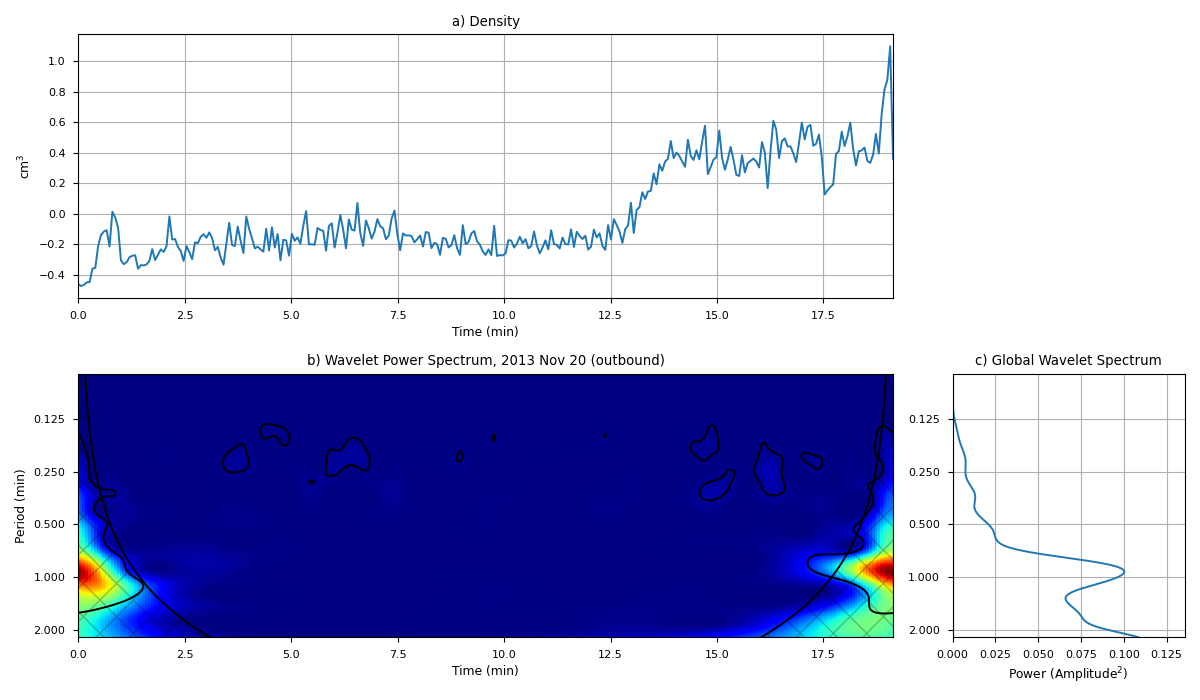 a) Density
cm³
1.0
0.8
0.6
0.4
0.2
0.0
−0.2
−0.4
0.0 2.5 5.0 7.5 10.0 12.5 15.0 17.5
Time (min)
b) Wavelet Power Spectrum, 2013 Nov 20 (outbound)
Period (min)
0.125
0.250
0.500
1.000
2.000
0.0 2.5 5.0 7.5 10.0 12.5 15.0 17.5
Time (min)
c) Global Wavelet Spectrum
0.125
0.250
0.500
1.000
2.000
0.000 0.025 0.050 0.075 0.100 0.125
Power (Amplitude²)